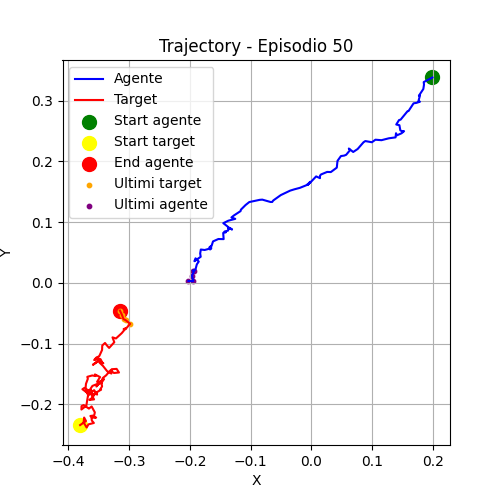 Trajectory - Episodio 50
Agente
Target
Start agente
Start target
End agente
Ultimi target
Ultimi agente
Y
0.3
0.2
0.1
0.0
−0.1
−0.2
−0.4 −0.3 −0.2 −0.1 0.0 0.1 0.2
X